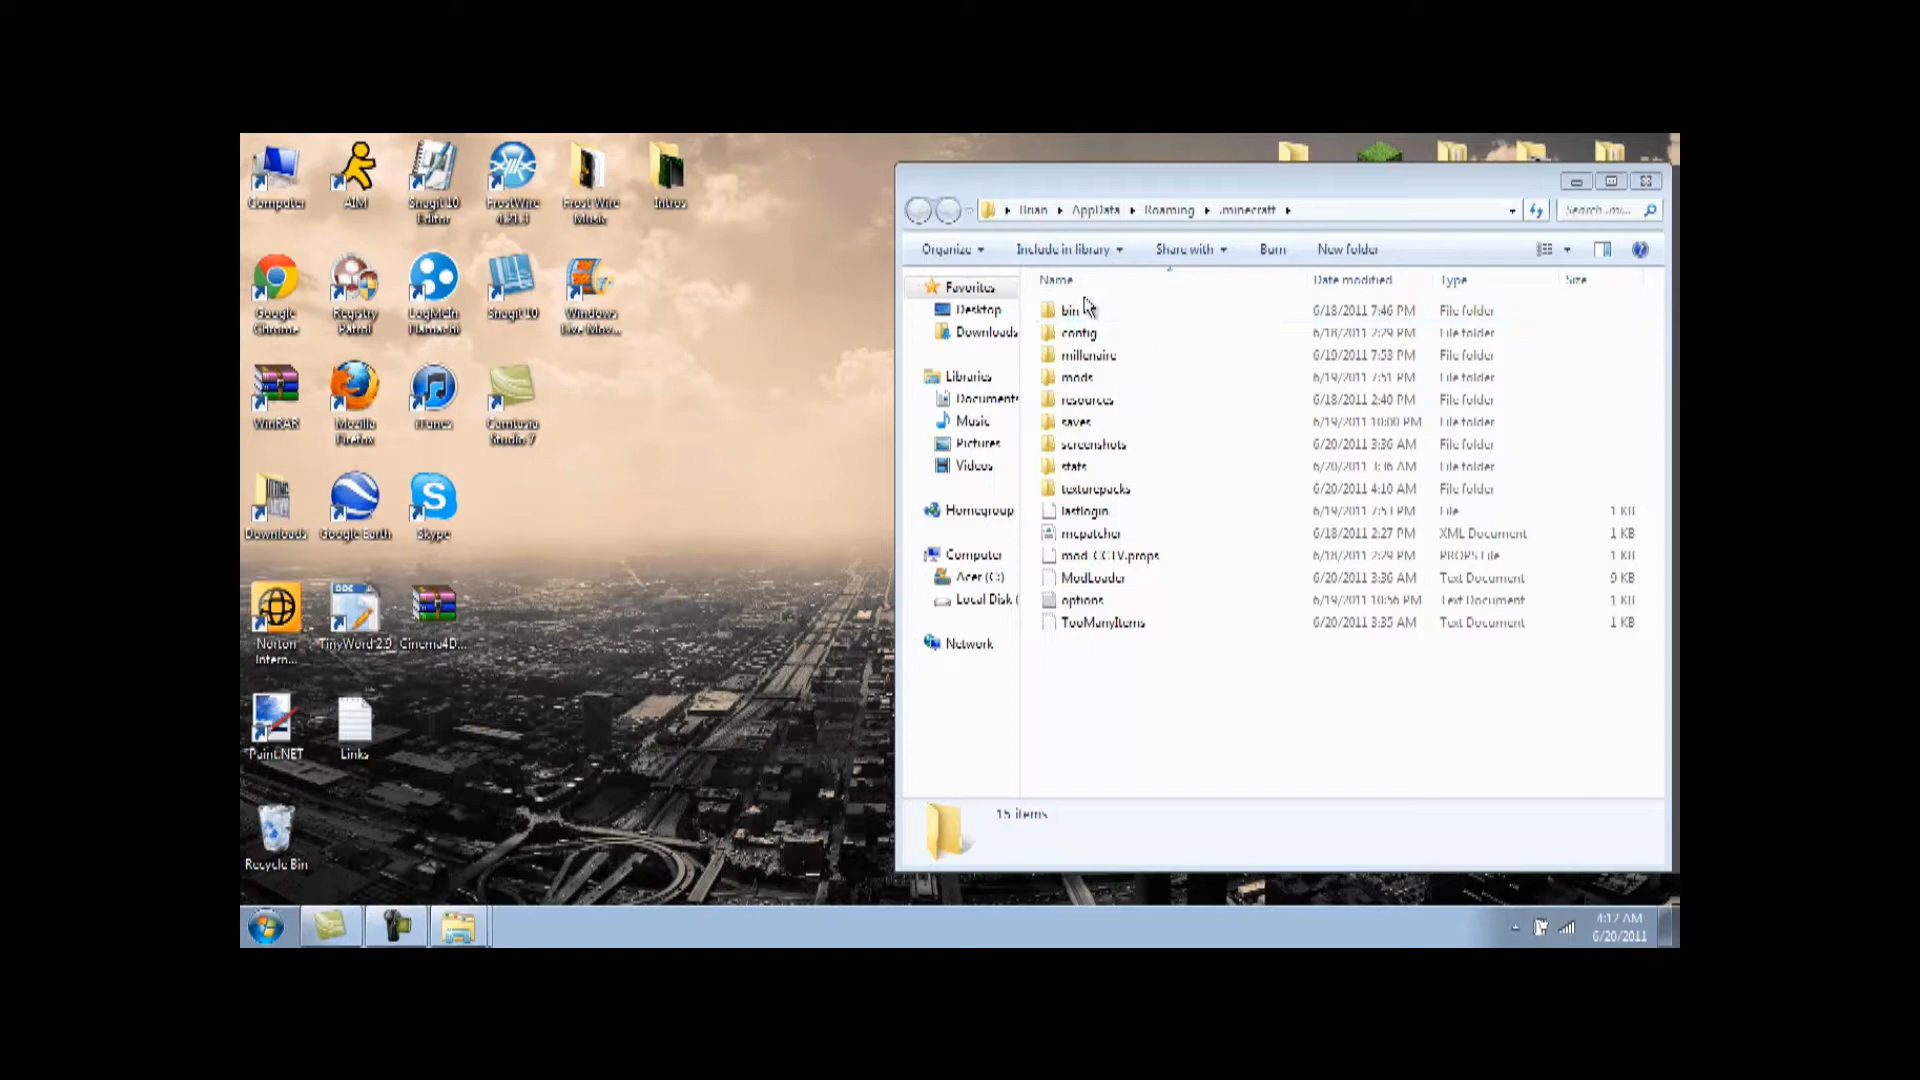 Computer
AIM
Snagit 10
Editor
FrostWire
4.21.1
Frost Wire
Music
Intros
Google
Chrome
Registry
Patrol
LogMeIn
Hamachi
Snagit 10
Windows
Live Mov...
WinRAR
Mozilla
Firefox
iTunes
Camtasia
Studio 7
Downloads
Google Earth
Skype
Norton
Intern...
DOC
TinyWord 2.9
Cinema4D...
Paint.NET
Links
Recycle Bin
Brian
AppData
Roaming
.minecraft
Search .mi...
Organize
Include in library
Share with
Burn
New folder
Name
Date modified
Type
Size
Favorites
Desktop
Downloads
Libraries
Documents
Music
Pictures
Videos
Homegroup
Computer
Acer (C:)
Local Disk (
Network
bin 6/18/2011 7:46 PM File folder
config 6/18/2011 2:29 PM File folder
millenaire 6/19/2011 7:53 PM File folder
mods 6/19/2011 7:51 PM File folder
resources 6/18/2011 2:40 PM File folder
saves 6/19/2011 10:00 PM File folder
screenshots 6/20/2011 3:36 AM File folder
stats 6/20/2011 3:36 AM File folder
texturepacks 6/20/2011 4:10 AM File folder
lastlogin 6/19/2011 7:53 PM File 1 KB
mcpatcher 6/18/2011 2:27 PM XML Document 1 KB
mod_CCTV.props 6/18/2011 2:29 PM PROPS File 1 KB
ModLoader 6/20/2011 3:36 AM Text Document 9 KB
options 6/19/2011 10:56 PM Text Document 1 KB
TooManyItems 6/20/2011 3:35 AM Text Document 1 KB
15 items
4:12 AM
6/20/2011